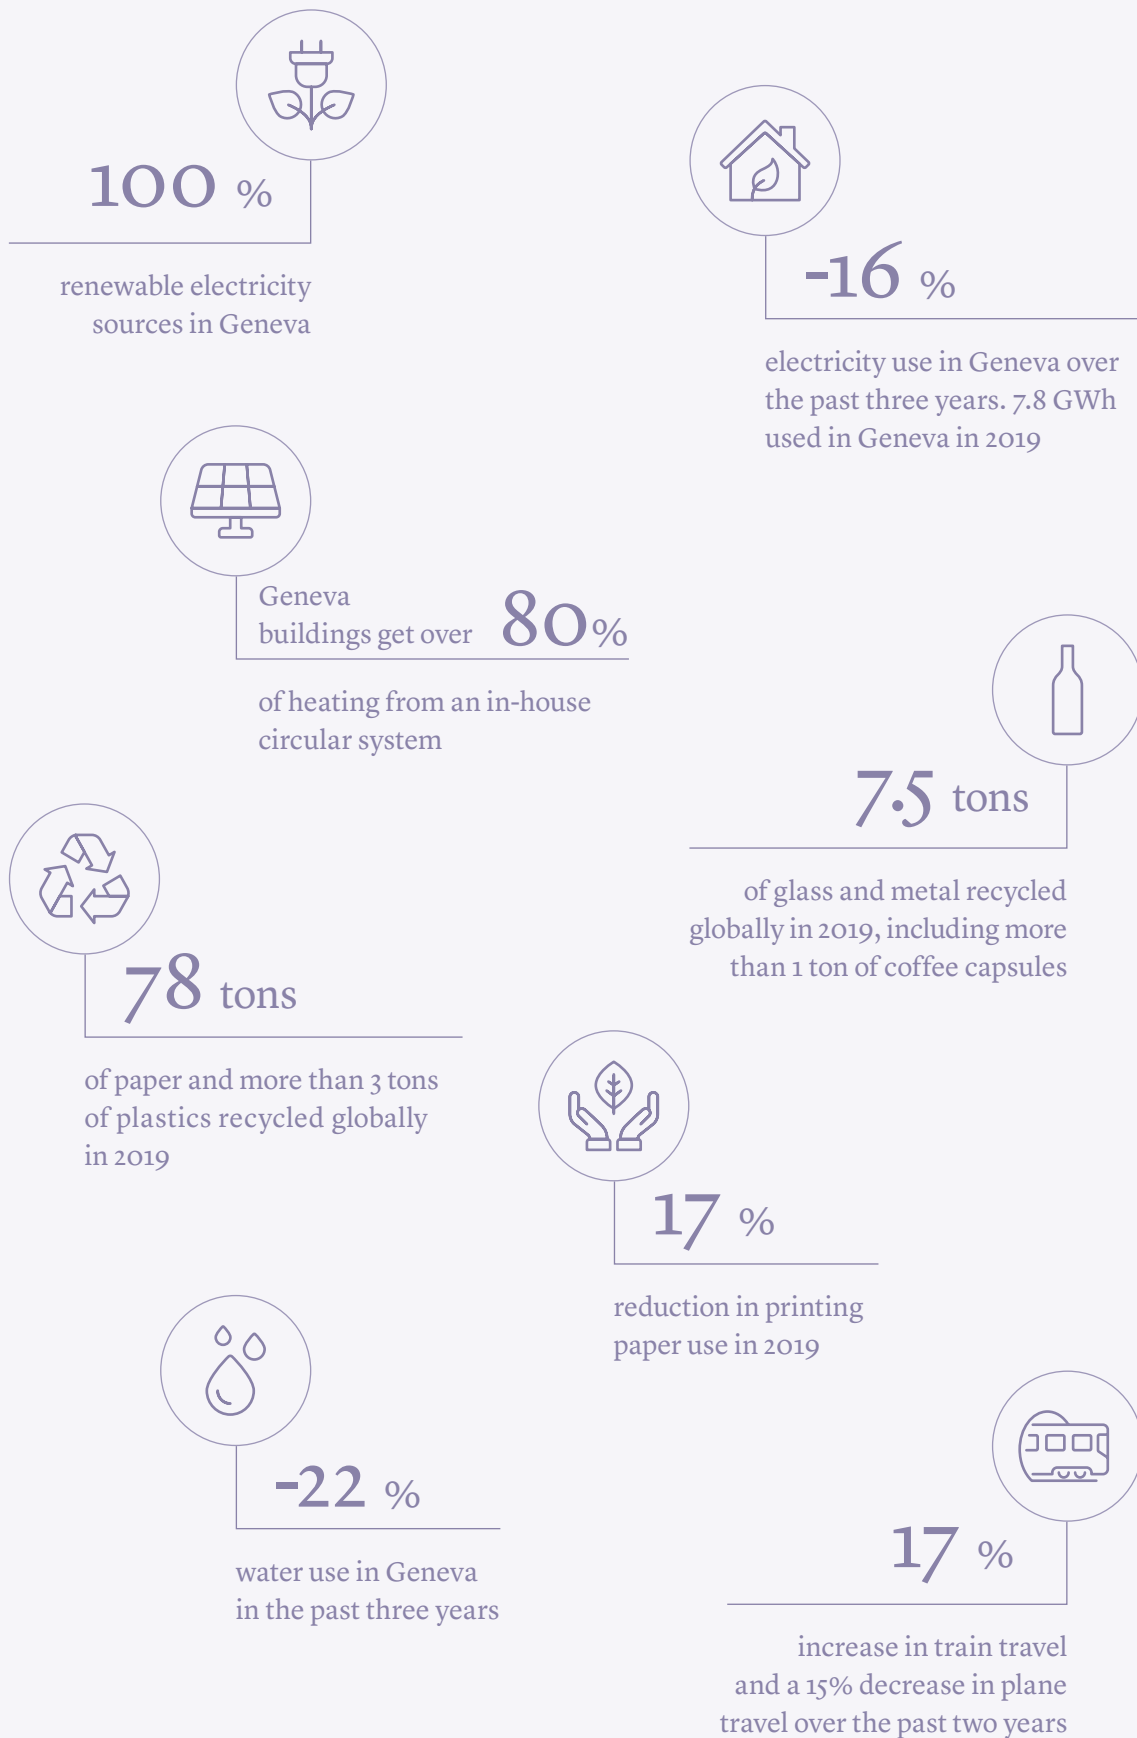 100 %
renewable electricity
sources in Geneva
-16 %
electricity use in Geneva over
the past three years. 7.8 GWh
used in Geneva in 2019
Geneva
buildings get over 80%
of heating from an in-house
circular system
7.5 tons
of glass and metal recycled
globally in 2019, including more
than 1 ton of coffee capsules
78 tons
of paper and more than 3 tons
of plastics recycled globally
in 2019
17 %
reduction in printing
paper use in 2019
-22 %
water use in Geneva
in the past three years
17 %
increase in train travel
and a 15% decrease in plane
travel over the past two years